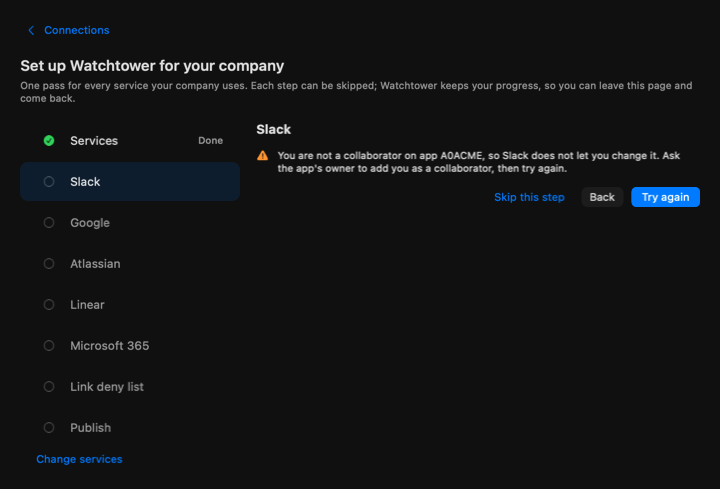 Connections
Set up Watchtower for your company
One pass for every service your company uses. Each step can be skipped; Watchtower keeps your progress, so you can leave this page and
come back.
Services Done
Slack
Google
Atlassian
Linear
Microsoft 365
Link deny list
Publish
Change services
Slack
You are not a collaborator on app A0ACME, so Slack does not let you change it. Ask
the app's owner to add you as a collaborator, then try again.
Skip this step Back Try again